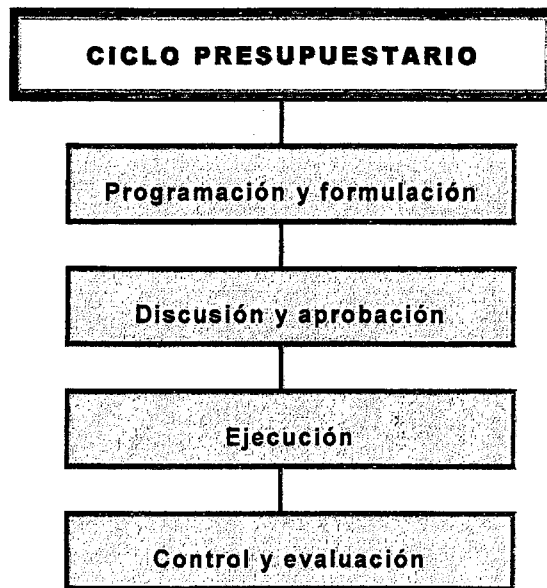 CICLO PRESUPUESTARIO
Programación y formulación
Discusión y aprobación
Ejecución
Control y evaluación